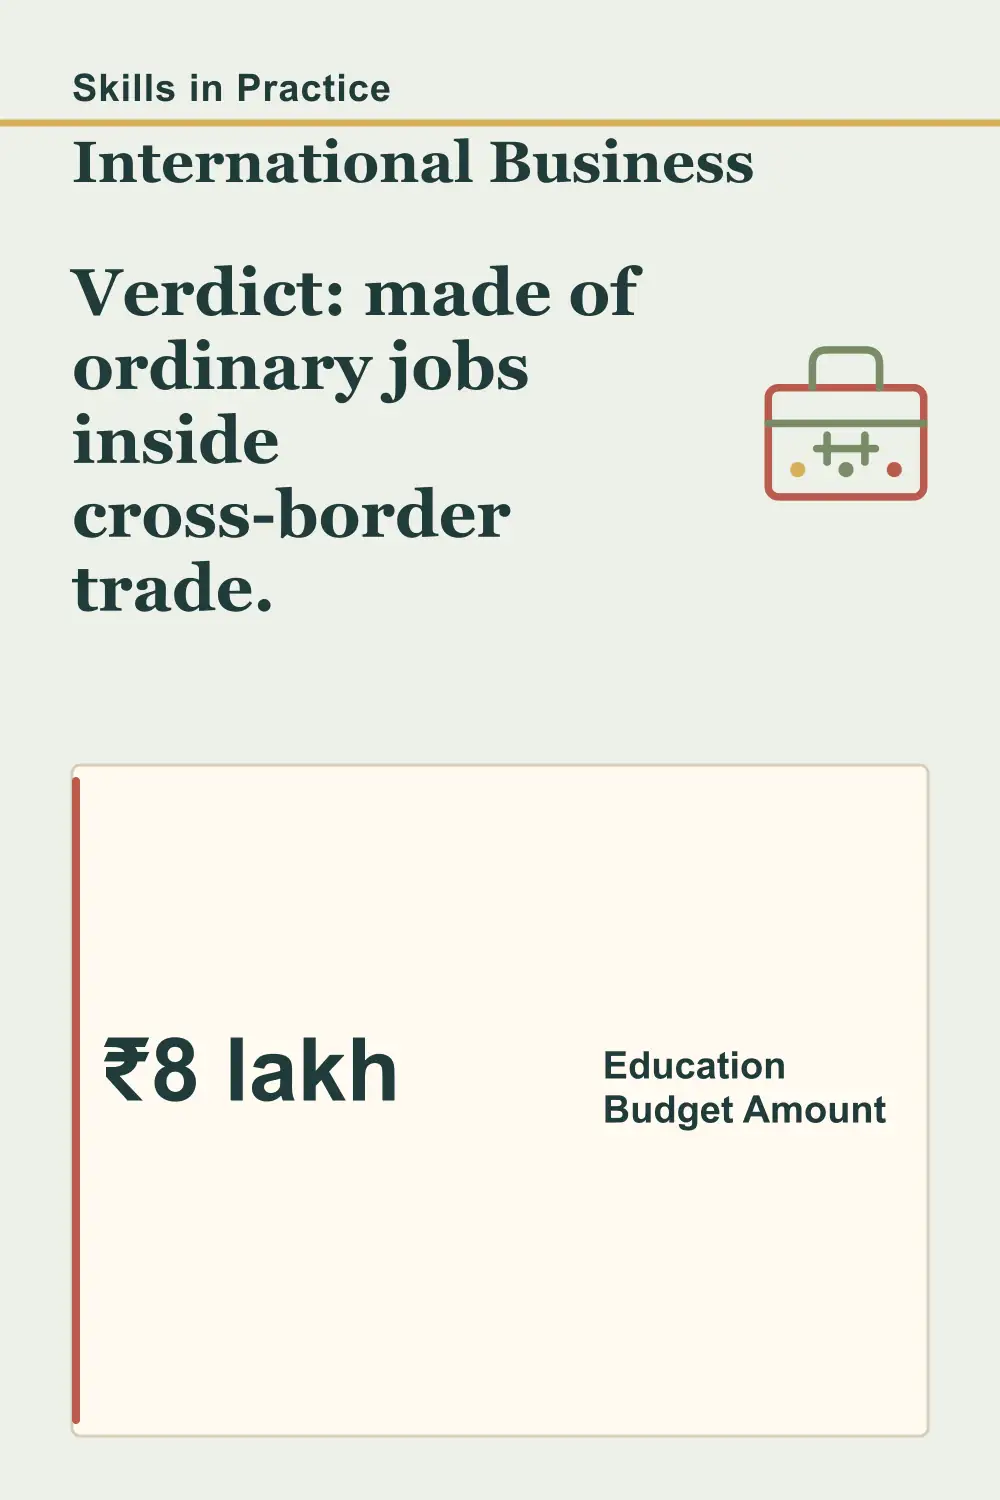 Skills in Practice
International Business
Verdict: made of
ordinary jobs
inside
cross-border
trade.
₹8 lakh
Education
Budget Amount